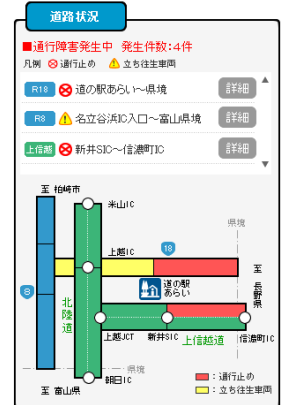 道路状況
■通行障害発生中 発生件数:4件
凡例 通行止め 立ち往生車両
R18 道の駅あらい～県境 詳細
R8 名立谷浜IC入口～富山県境 詳細
上信越 新井SIC～信濃町IC 詳細
至 柏崎市
米山IC
県境
上越IC
18
至 長野県
道の駅
あらい
8
北陸道
上越JCT 新井SIC 上信越道 信濃町IC
県境
朝日IC
至 富山県
:通行止め
:立ち往生車両